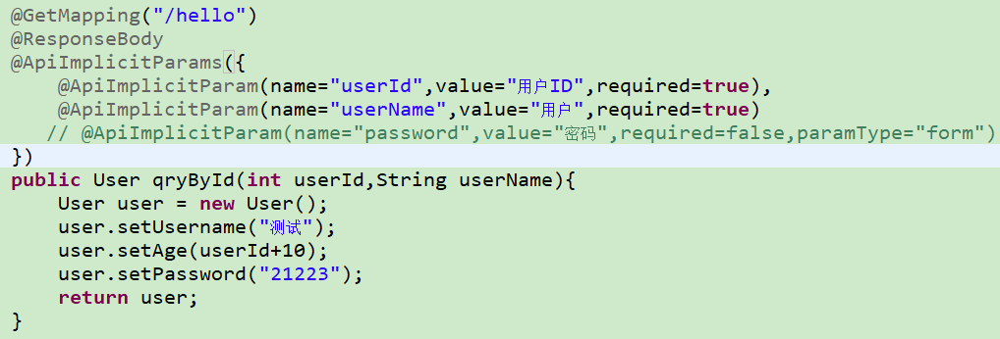 @GetMapping("/hello")
@ResponseBody
@ApiImplicitParams({
    @ApiImplicitParam(name="userId",value="用户ID",required=true),
    @ApiImplicitParam(name="userName",value="用户",required=true)
   // @ApiImplicitParam(name="password",value="密码",required=false,paramType="form")
})
public User qryById(int userId,String userName){
    User user = new User();
    user.setUsername("测试");
    user.setAge(userId+10);
    user.setPassword("21223");
    return user;
}